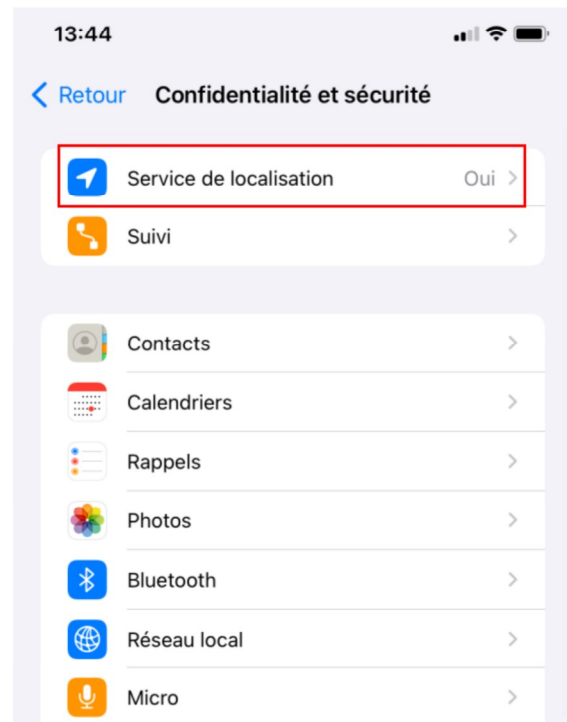 13:44
Retour Confidentialité et sécurité
Service de localisation Oui
Suivi
Contacts
Calendriers
Rappels
Photos
Bluetooth
Réseau local
Micro